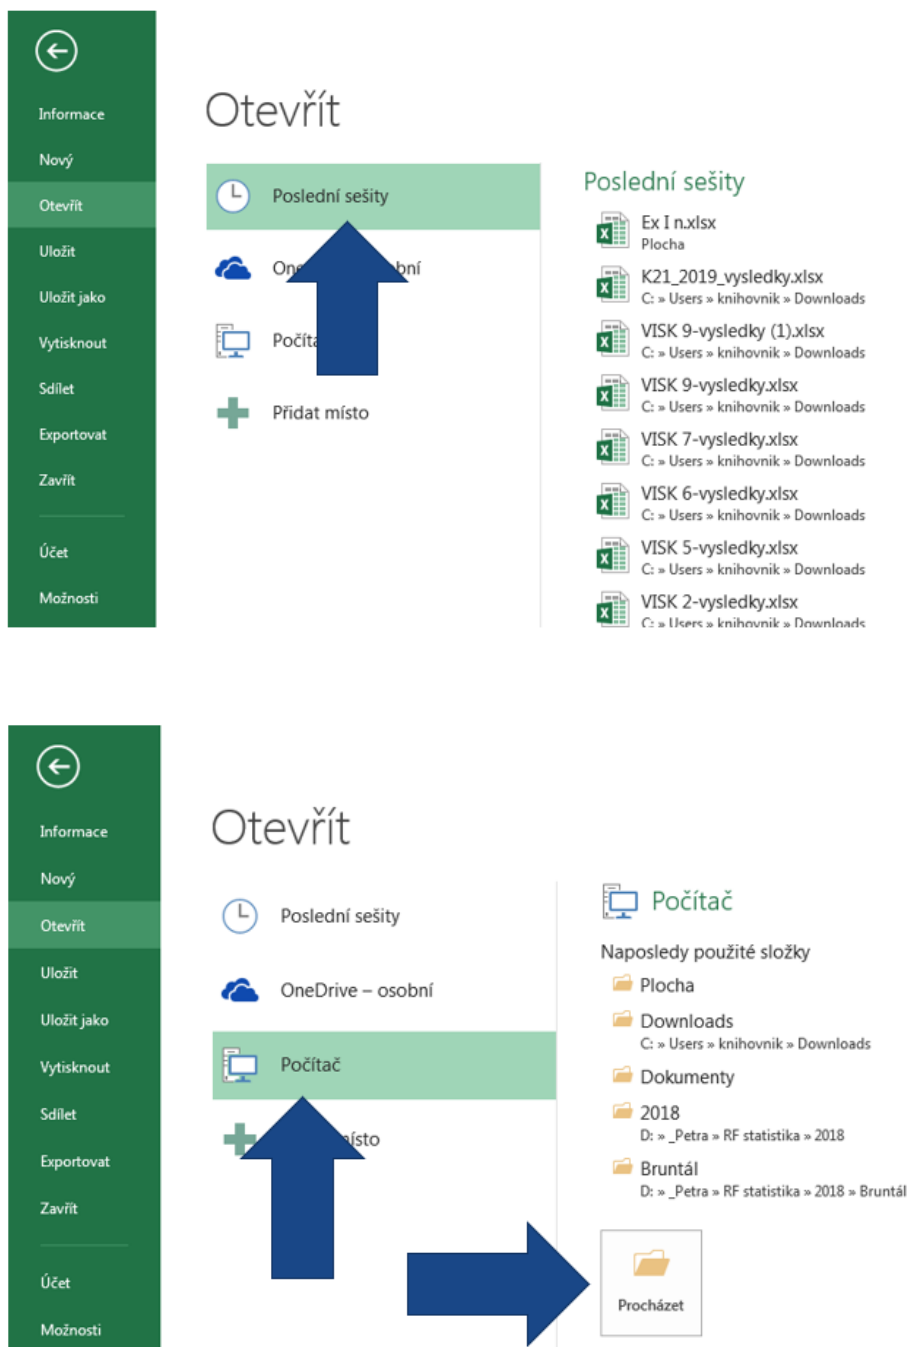 Otevřít
Informace
Nový
Otevřít
Uložit
Uložit jako
Vytisknout
Sdílet
Exportovat
Zavřít
Účet
Možnosti
Poslední sešity
On
bní
Počíta
Přidat místo
Poslední sešity
Ex I n.xlsx
Plocha
K21_2019_vysledky.xlsx
C: » Users » knihovnik » Downloads
VISK 9-vysledky (1).xlsx
C: » Users » knihovnik » Downloads
VISK 9-vysledky.xlsx
C: » Users » knihovnik » Downloads
VISK 7-vysledky.xlsx
C: » Users » knihovnik » Downloads
VISK 6-vysledky.xlsx
C: » Users » knihovnik » Downloads
VISK 5-vysledky.xlsx
C: » Users » knihovnik » Downloads
VISK 2-vysledky.xlsx
C: » Users » knihovnik » Downloads
Otevřít
Informace
Nový
Otevřít
Uložit
Uložit jako
Vytisknout
Sdílet
Exportovat
Zavřít
Účet
Možnosti
Poslední sešity
OneDrive – osobní
Počítač
ísto
Počítač
Naposledy použité složky
Plocha
Downloads
C: » Users » knihovnik » Downloads
Dokumenty
2018
D: » _Petra » RF statistika » 2018
Bruntál
D: » _Petra » RF statistika » 2018 » Bruntál
Procházet